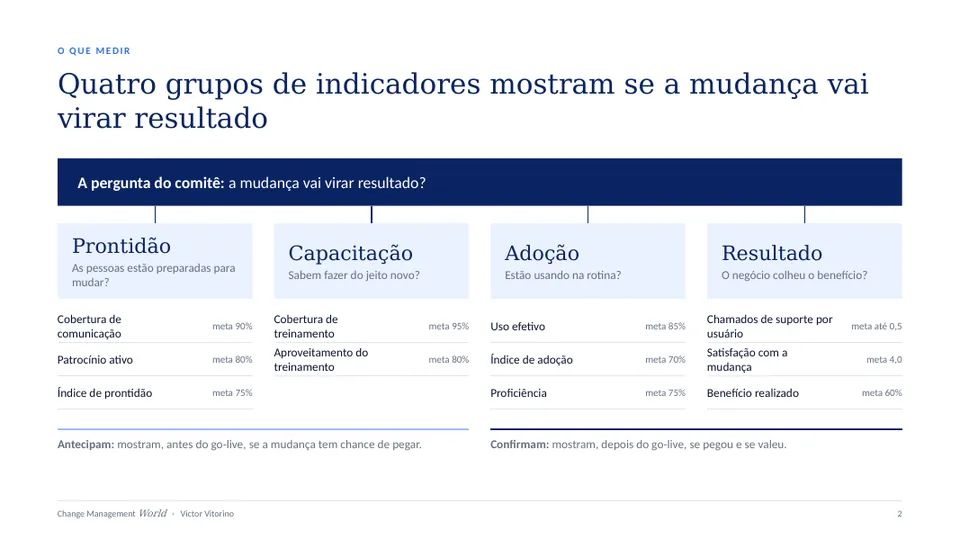 O QUE MEDIR
Quatro grupos de indicadores mostram se a mudança vai
virar resultado
A pergunta do comitê: a mudança vai virar resultado?
Prontidão
As pessoas estão preparadas para
mudar?
Cobertura de
comunicação
meta 90%
Patrocínio ativo
meta 80%
Índice de prontidão
meta 75%
Capacitação
Sabem fazer do jeito novo?
Cobertura de
treinamento
meta 95%
Aproveitamento do
treinamento
meta 80%
Adoção
Estão usando na rotina?
Uso efetivo
meta 85%
Índice de adoção
meta 70%
Proficiência
meta 75%
Resultado
O negócio colheu o benefício?
Chamados de suporte por
usuário
meta até 0,5
Satisfação com a
mudança
meta 4,0
Benefício realizado
meta 60%
Antecipam: mostram, antes do go-live, se a mudança tem chance de pegar.
Confirmam: mostram, depois do go-live, se pegou e se valeu.
Change Management World · Víctor Vitorino
2